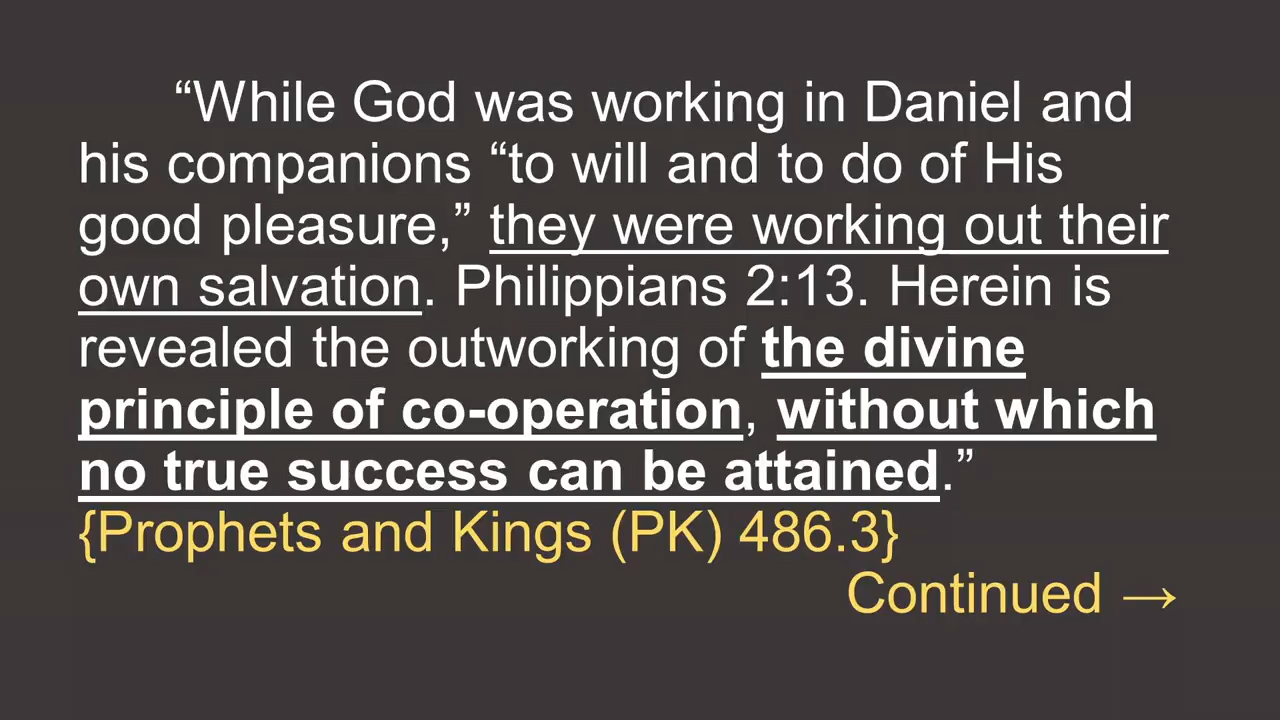 “While God was working in Daniel and
his companions “to will and to do of His
good pleasure,” they were working out their
own salvation. Philippians 2:13. Herein is
revealed the outworking of the divine
principle of co-operation, without which
no true success can be attained.”
{Prophets and Kings (PK) 486.3}
Continued →